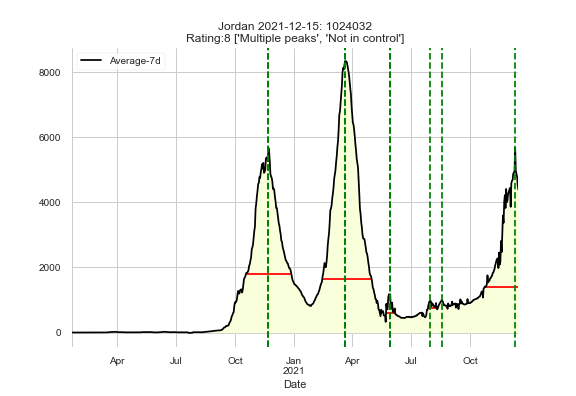 Jordan 2021-12-15: 1024032
Rating:8 ['Multiple peaks', 'Not in control']
Average-7d
8000
6000
4000
2000
0
Apr Jul Oct Jan Apr Jul Oct
2021
Date